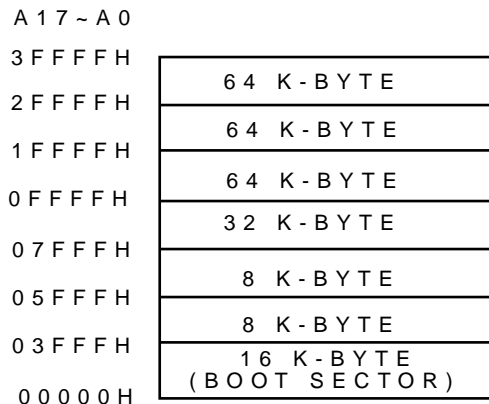 A17~A0
3FFFFH
64 K-BYTE
2FFFFH
64 K-BYTE
1FFFFH
64 K-BYTE
0FFFFH
32 K-BYTE
07FFFH
8 K-BYTE
05FFFH
8 K-BYTE
03FFFH
16 K-BYTE
(BOOT SECTOR)
00000H